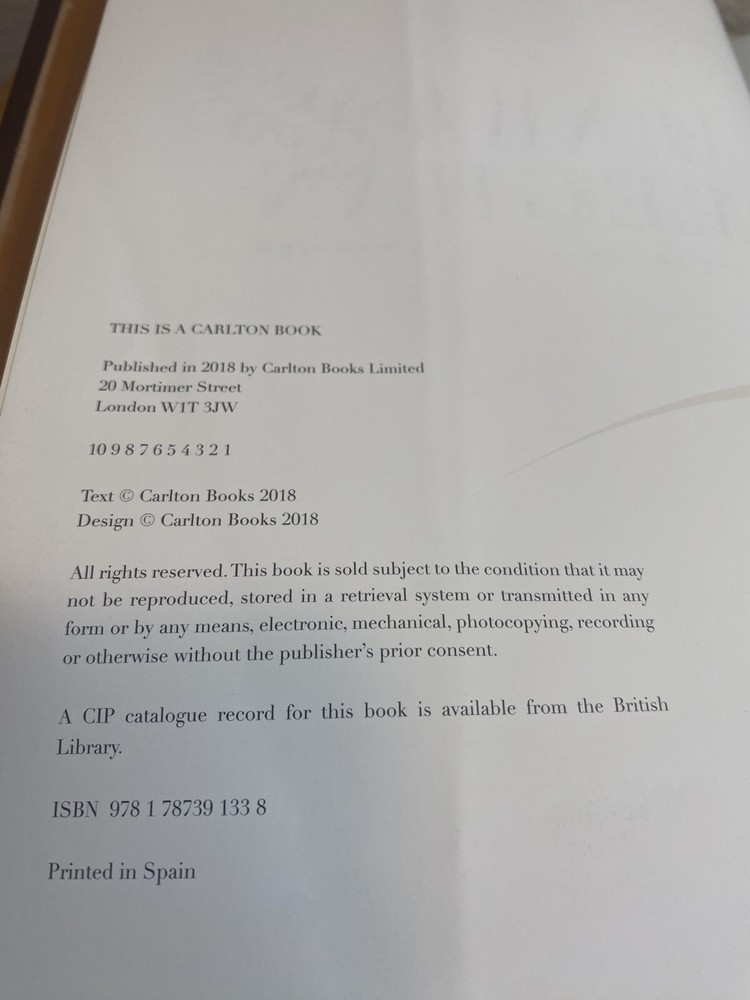 THIS IS A CARLTON BOOK
Published in 2018 by Carlton Books Limited
20 Mortimer Street
London W1T 3JW
10 9 8 7 6 5 4 3 2 1
Text © Carlton Books 2018
Design © Carlton Books 2018
All rights reserved. This book is sold subject to the condition that it may
not be reproduced, stored in a retrieval system or transmitted in any
form or by any means, electronic, mechanical, photocopying, recording
or otherwise without the publisher's prior consent.
A CIP catalogue record for this book is available from the British
Library.
ISBN 978 1 78739 133 8
Printed in Spain